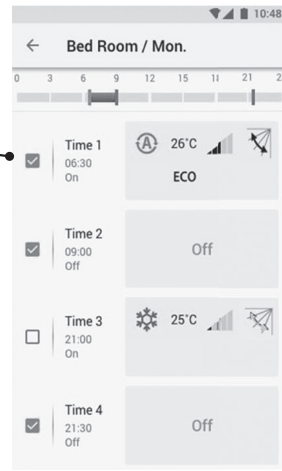 10:48
Bed Room / Mon.
0 3 6 9 12 15 21
Time 1
06:30
On
A 26°C
ECO
Time 2
09:00
Off
Off
Time 3
21:00
On
25°C
Time 4
21:30
Off
Off